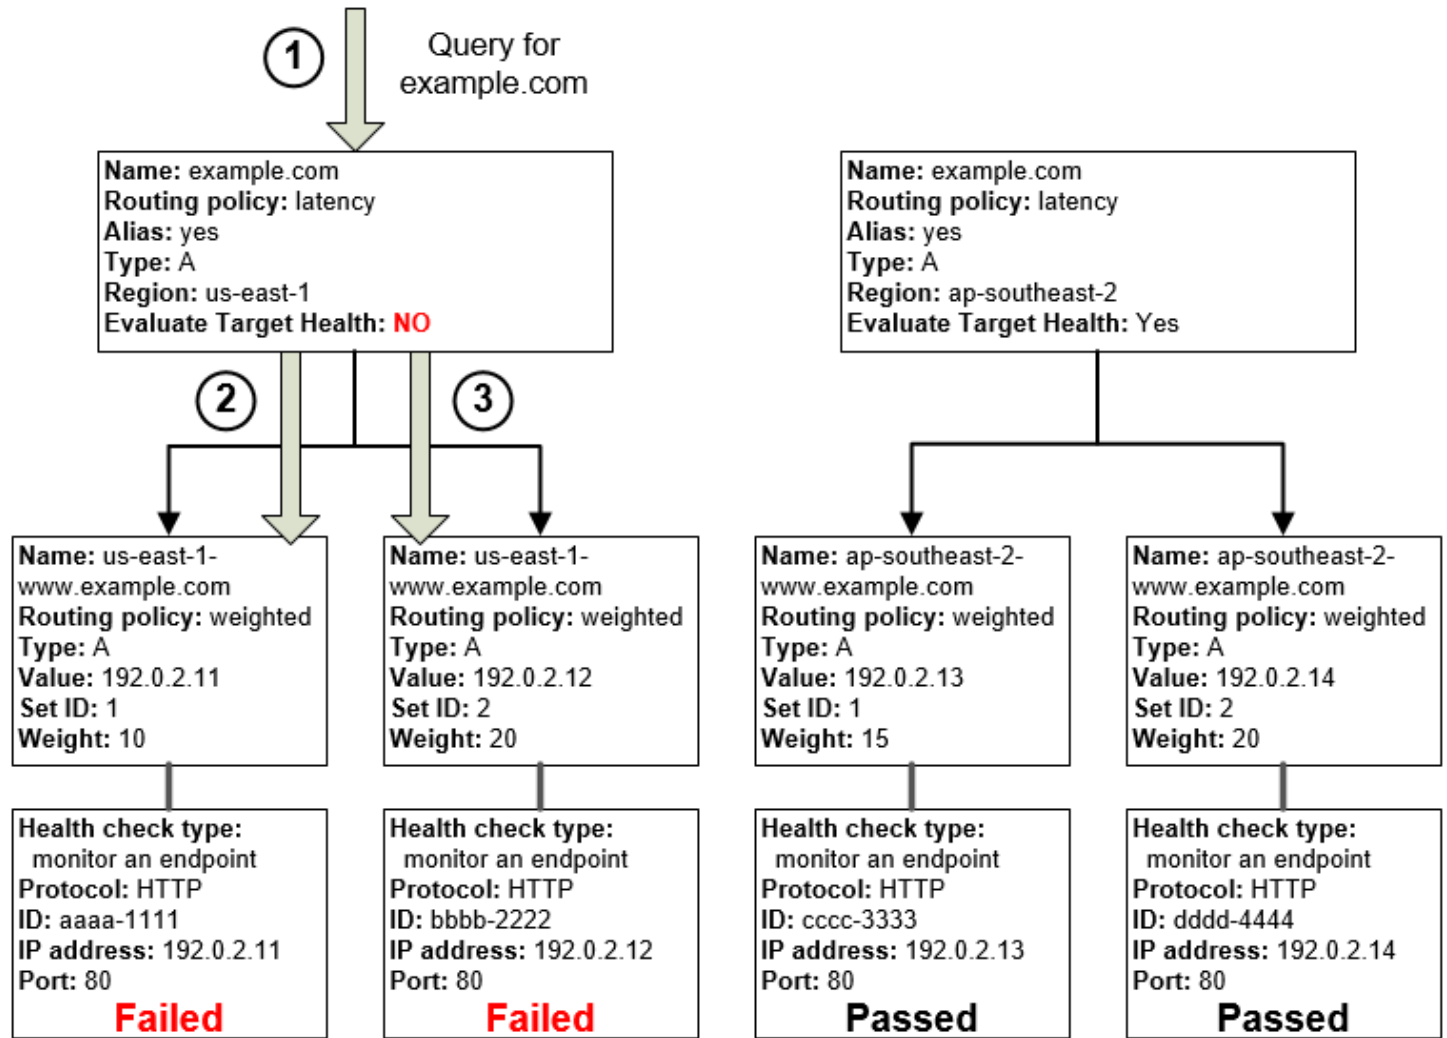 1
Query for
example.com
Name: example.com
Routing policy: latency
Alias: yes
Type: A
Region: us-east-1
Evaluate Target Health: NO
Name: example.com
Routing policy: latency
Alias: yes
Type: A
Region: ap-southeast-2
Evaluate Target Health: Yes
2
3
Name: us-east-1-
www.example.com
Routing policy: weighted
Type: A
Value: 192.0.2.11
Set ID: 1
Weight: 10
Name: us-east-1-
www.example.com
Routing policy: weighted
Type: A
Value: 192.0.2.12
Set ID: 2
Weight: 20
Name: ap-southeast-2-
www.example.com
Routing policy: weighted
Type: A
Value: 192.0.2.13
Set ID: 1
Weight: 15
Name: ap-southeast-2-
www.example.com
Routing policy: weighted
Type: A
Value: 192.0.2.14
Set ID: 2
Weight: 20
Health check type:
monitor an endpoint
Protocol: HTTP
ID: aaaa-1111
IP address: 192.0.2.11
Port: 80
Failed
Health check type:
monitor an endpoint
Protocol: HTTP
ID: bbbb-2222
IP address: 192.0.2.12
Port: 80
Failed
Health check type:
monitor an endpoint
Protocol: HTTP
ID: cccc-3333
IP address: 192.0.2.13
Port: 80
Passed
Health check type:
monitor an endpoint
Protocol: HTTP
ID: dddd-4444
IP address: 192.0.2.14
Port: 80
Passed